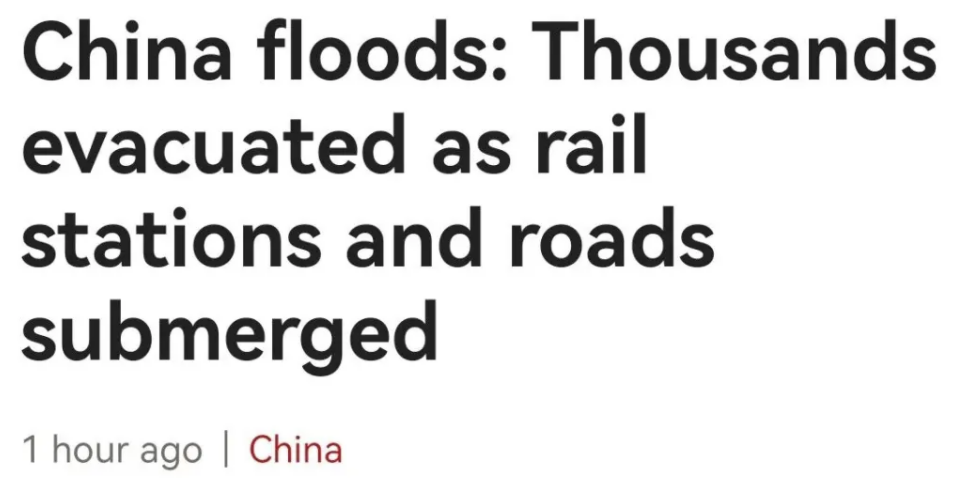 China floods: Thousands
evacuated as rail
stations and roads
submerged
1 hour ago | China